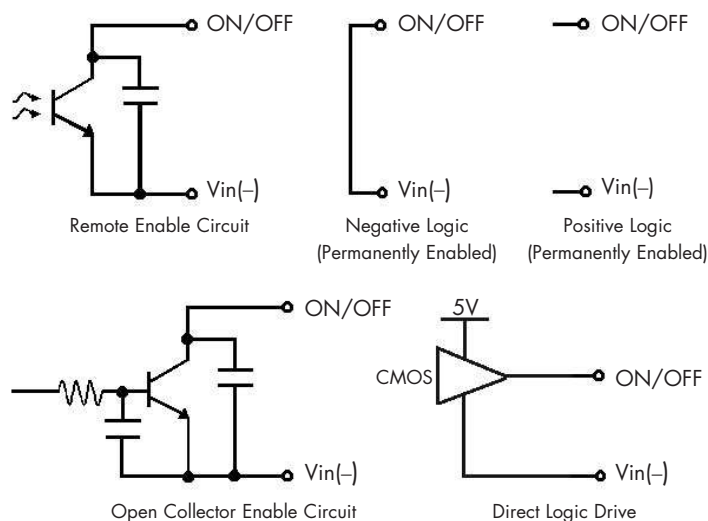 ON/OFF
Vin(–)
Remote Enable Circuit
ON/OFF
Vin(–)
Negative Logic
(Permanently Enabled)
ON/OFF
Vin(–)
Positive Logic
(Permanently Enabled)
ON/OFF
Vin(–)
Open Collector Enable Circuit
5V
CMOS
ON/OFF
Vin(–)
Direct Logic Drive